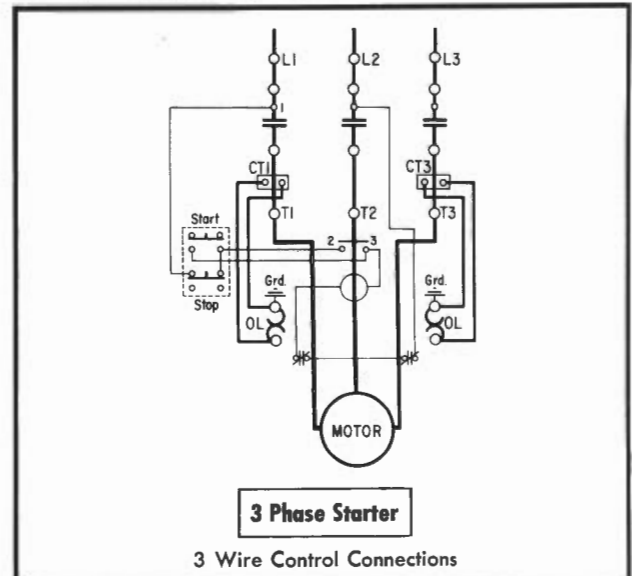 L1 L2 L3
1
CT1 CT3
T1 T2 T3
Start
2 3
Stop
Grd. Grd.
OL OL
MOTOR
3 Phase Starter
3 Wire Control Connections